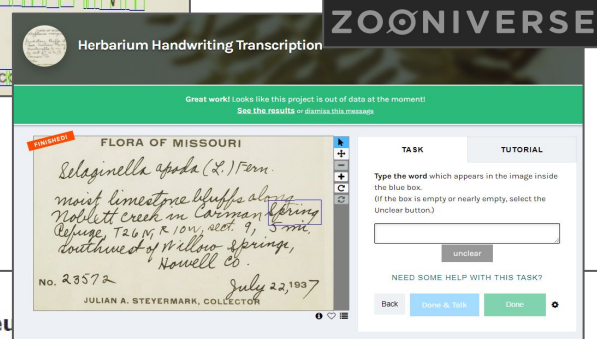 ZOONIVERSE
Herbarium Handwriting Transcription
Great work! Looks like this project is out of data at the moment!
See the results or dismiss this message
FINISHED!
FLORA OF MISSOURI
Selaginella apoda (L.) Fern.
moist limestone bluffs along
Noblett creek in Carman Spring
Refuge, T26N, R10W, sect. 9, 5 mi.
southwest of Willow Springs,
Howell Co.
No. 23572
July 22, 1937
JULIAN A. STEYERMARK, COLLECTOR
TASK
TUTORIAL
Type the word which appears in the image inside
the blue box.
(If the box is empty or nearly empty, select the
Unclear button.)
unclear
NEED SOME HELP WITH THIS TASK?
Back
Done & Talk
Done